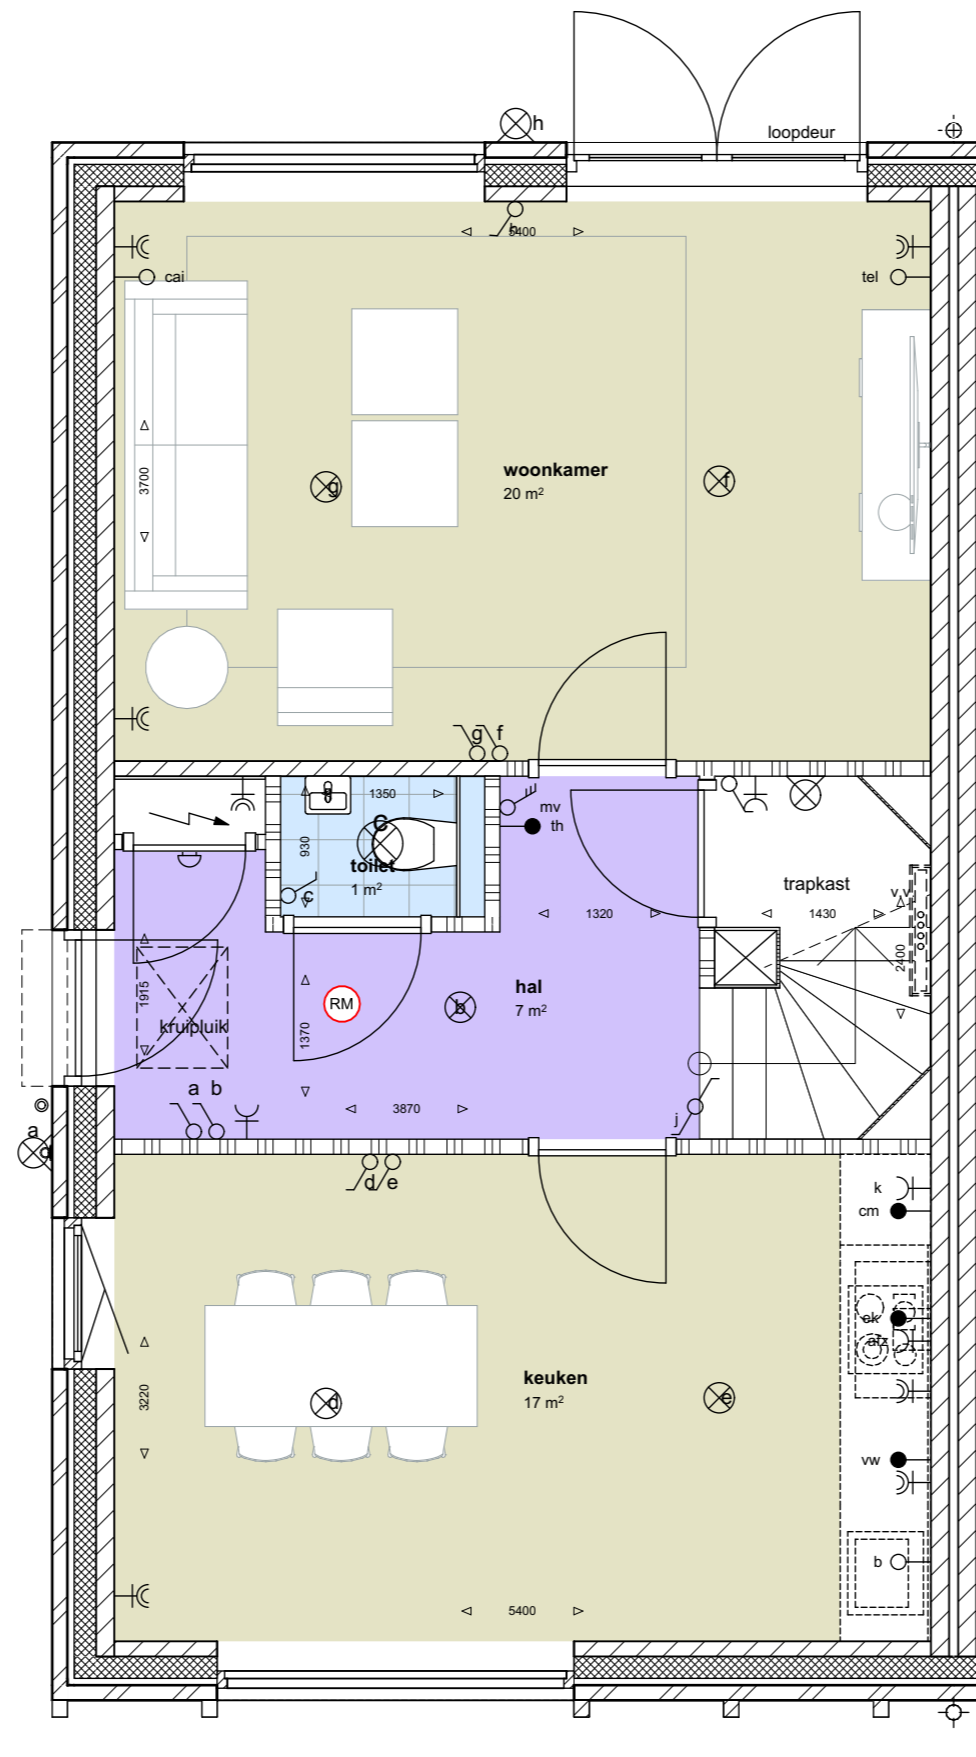 h
loopdeur
h
5400
cai
tel
3700
woonkamer
20 m²
g
f
g
f
1350
mv
th
C
930
toilet
1 m²
c
trapkast
v.v
1320
1430
2400
1915
hal
7 m²
RM
b
kruipluik
1370
a
b
3870
j
a
d
e
k
cm
ek
afz
3220
keuken
17 m²
d
e
vw
b
5400